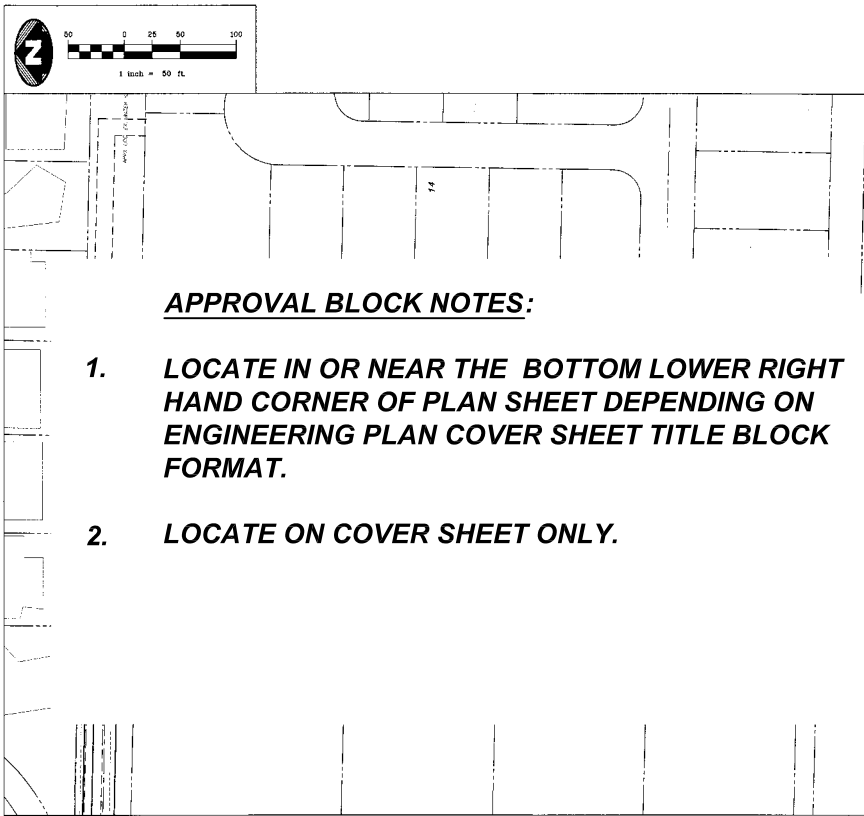 50 0 25 50 100
Z
1 inch = 50 ft.
14
APPROVAL BLOCK NOTES:
1. LOCATE IN OR NEAR THE BOTTOM LOWER RIGHT
HAND CORNER OF PLAN SHEET DEPENDING ON
ENGINEERING PLAN COVER SHEET TITLE BLOCK
FORMAT.
2. LOCATE ON COVER SHEET ONLY.